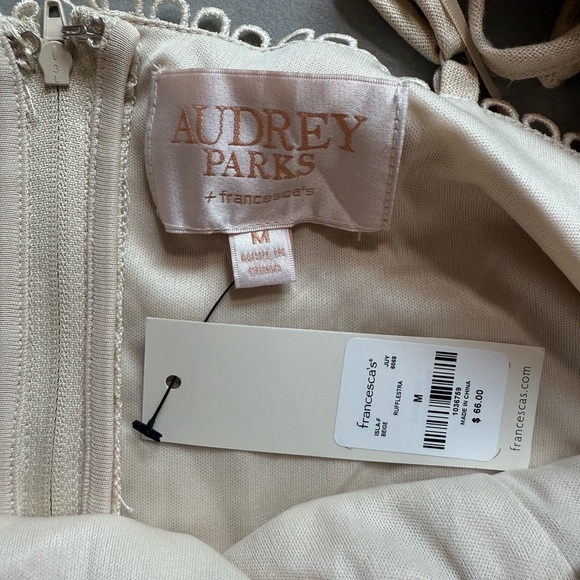 AUDREY
PARKS
+ francesca's
M
MADE IN
CHINA
francesca's®
JUY
6068
ISLA-F
RUFFLESTRA
BEIGE
M
1036759
MADE IN CHINA
$ 66.00
francescas.com